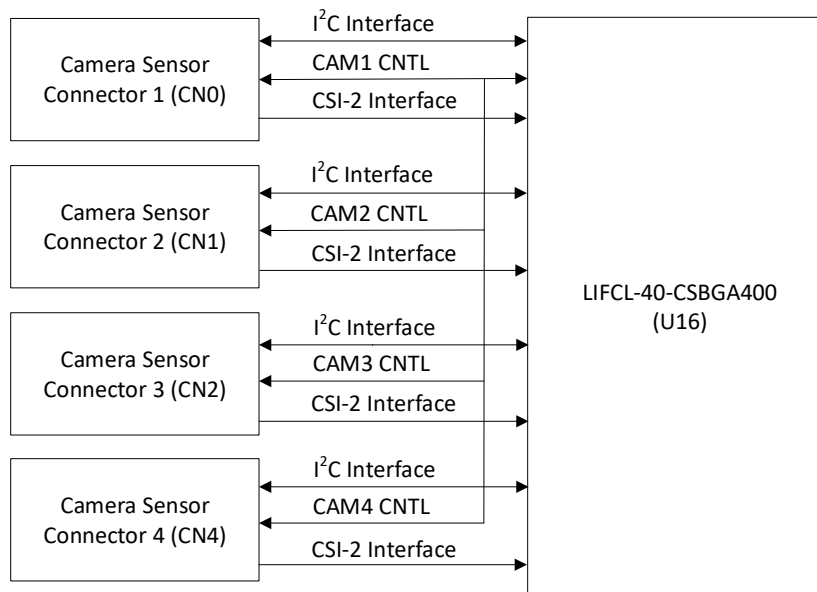 I²C Interface
Camera Sensor
Connector 1 (CN0)
CAM1 CNTL
CSI-2 Interface
I²C Interface
Camera Sensor
Connector 2 (CN1)
CAM2 CNTL
CSI-2 Interface
LIFCL-40-CSBGA400
(U16)
I²C Interface
Camera Sensor
Connector 3 (CN2)
CAM3 CNTL
CSI-2 Interface
I²C Interface
Camera Sensor
Connector 4 (CN4)
CAM4 CNTL
CSI-2 Interface